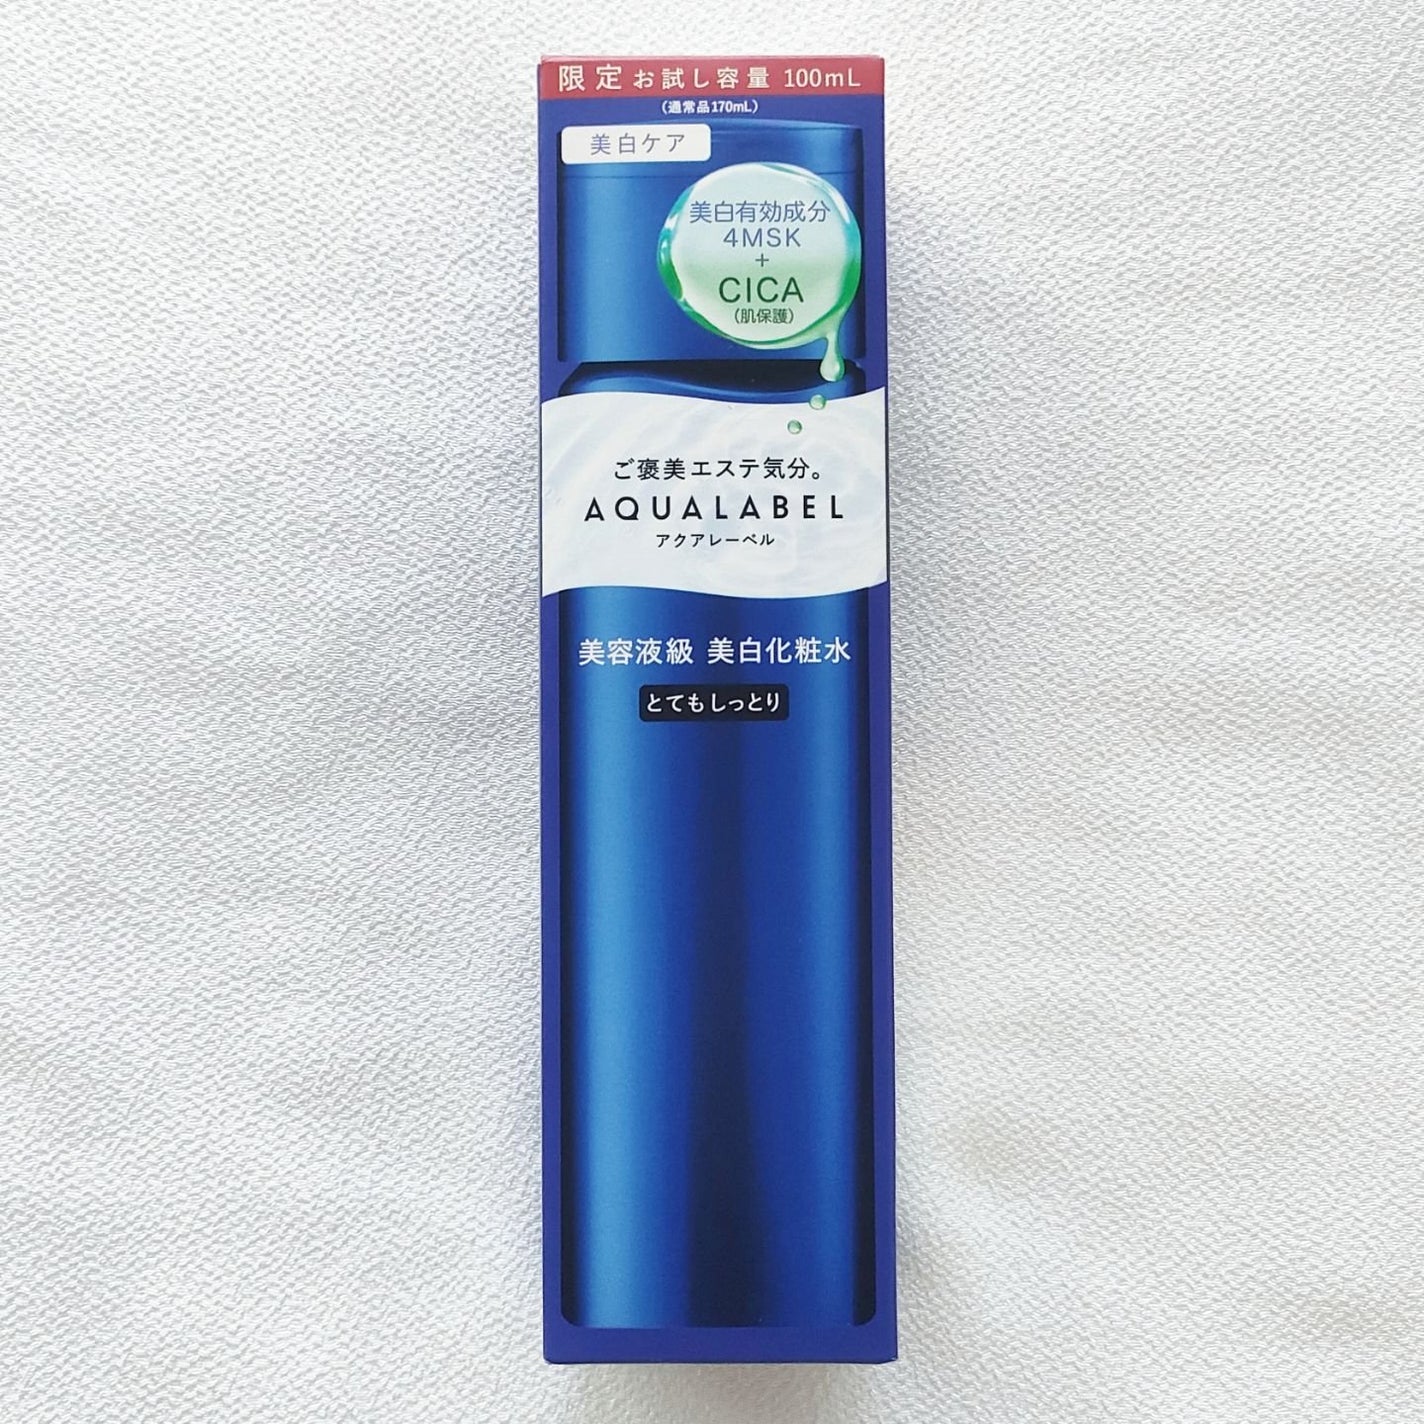 限定お試し容量 100mL
(通常品170mL)
美白ケア
美白有効成分
4MSK
+
CICA
(肌保護)
ご褒美エステ気分。
AQUALABEL
アクアレーベル
美容液級 美白化粧水
とてもしっとり